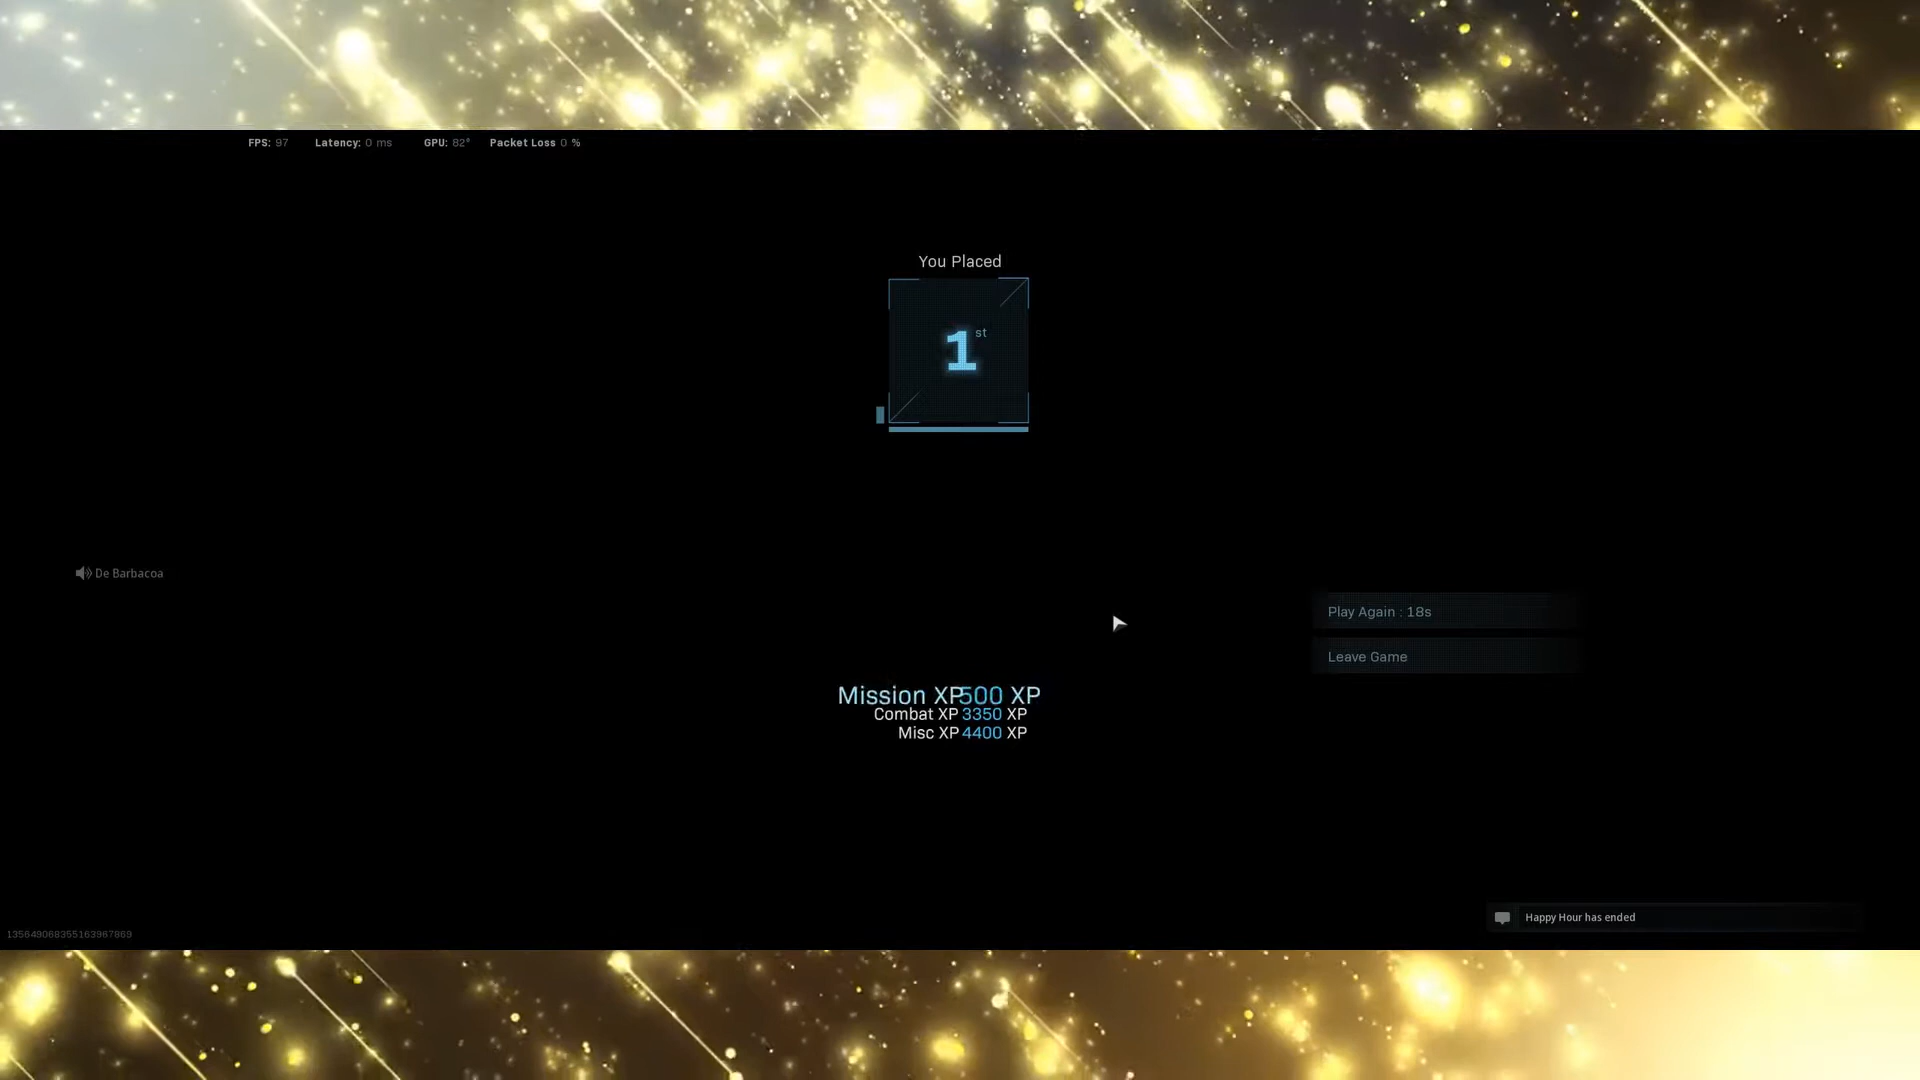 FPS: 97 Latency: 0 ms GPU: 82° Packet Loss 0 %
You Placed
1st
De Barbacoa
Play Again : 18s
Leave Game
Mission XP 500 XP
Combat XP 3350 XP
Misc XP 4400 XP
Happy Hour has ended
135649068355163967869